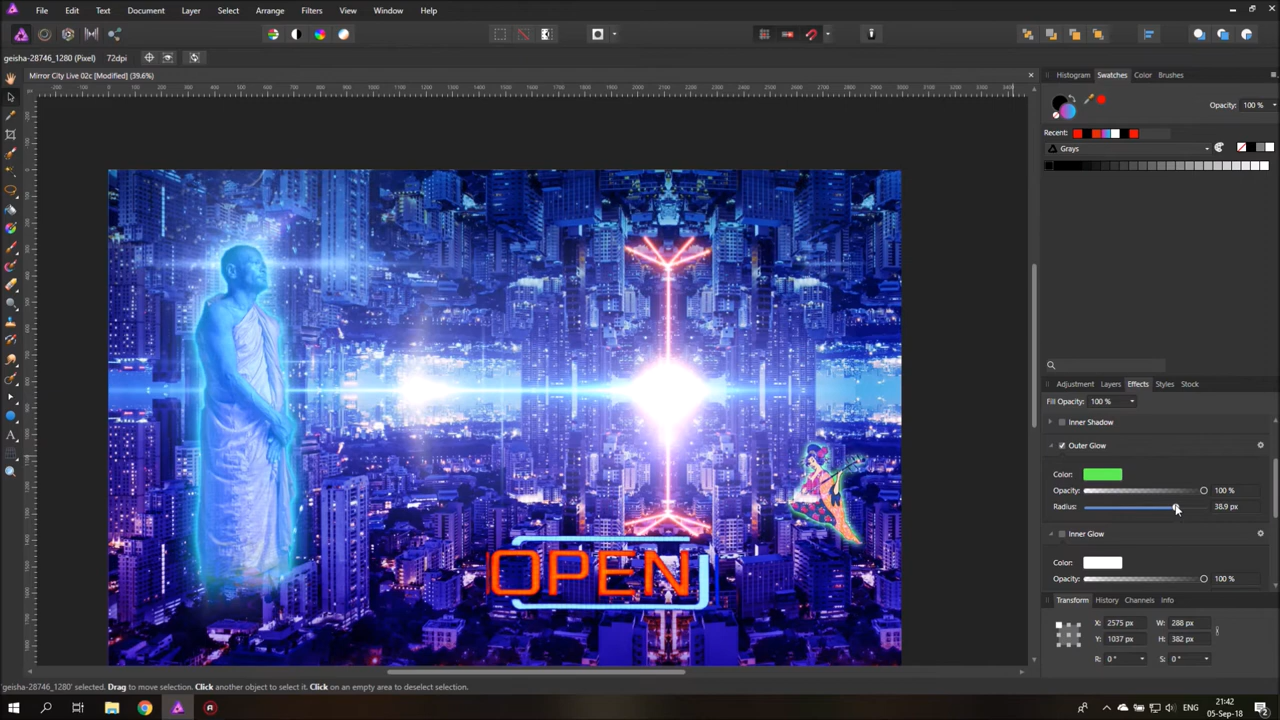 File Edit Text Document Layer Select Arrange Filters View Window Help
geisha-28746_1280 (Pixel) 72dpi
Mirror City Live 02c [Modified] (39.6%)
Histogram Swatches Color Brushes
Opacity: 100 %
Recent:
Grays
OPEN
Adjustment Layers Effects Styles Stock
Fill Opacity: 100 %
Inner Shadow
Outer Glow
Color:
Opacity: 100 %
Radius: 38.9 px
Inner Glow
Color:
Opacity: 100 %
Transform History Channels Info
X: 2575 px W: 288 px
Y: 1037 px H: 382 px
R: 0 ° S: 0 °
'geisha-28746_1280' selected. Drag to move selection. Click another object to select it. Click on an empty area to deselect selection.
ENG
21:42
05-Sep-18